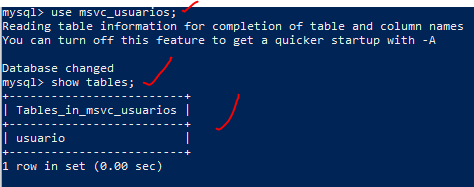 mysql> use msvc_usuarios;
Reading table information for completion of table and column names
You can turn off this feature to get a quicker startup with -A
Database changed
mysql> show tables;
+-------------------------+
| Tables_in_msvc_usuarios |
+-------------------------+
| usuario                 |
+-------------------------+
1 row in set (0.00 sec)